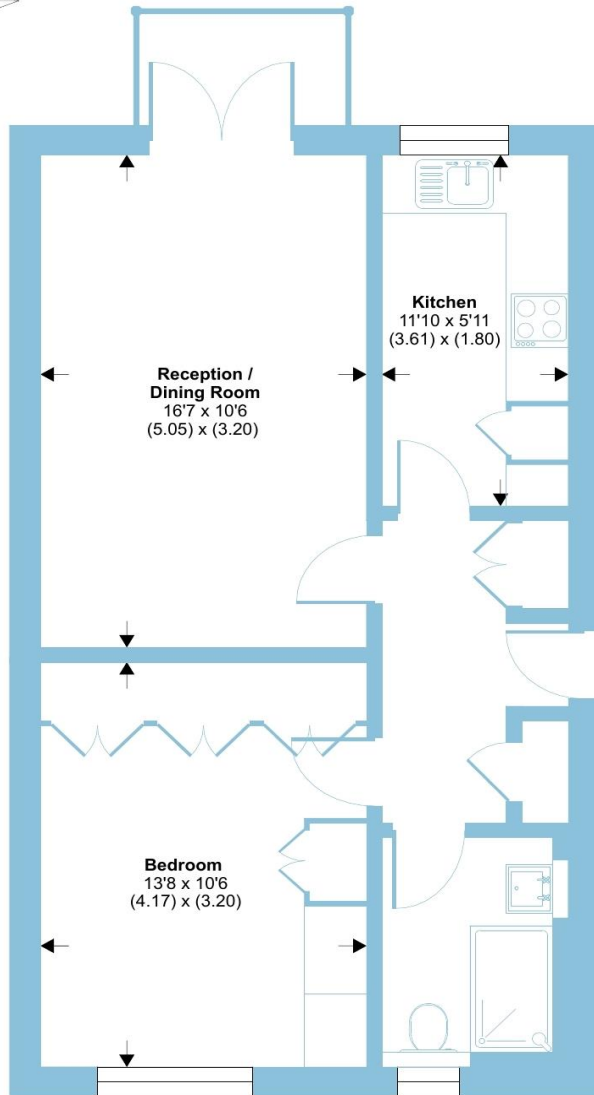 Kitchen
11'10 x 5'11
(3.61) x (1.80)
Reception /
Dining Room
16'7 x 10'6
(5.05) x (3.20)
Bedroom
13'8 x 10'6
(4.17) x (3.20)